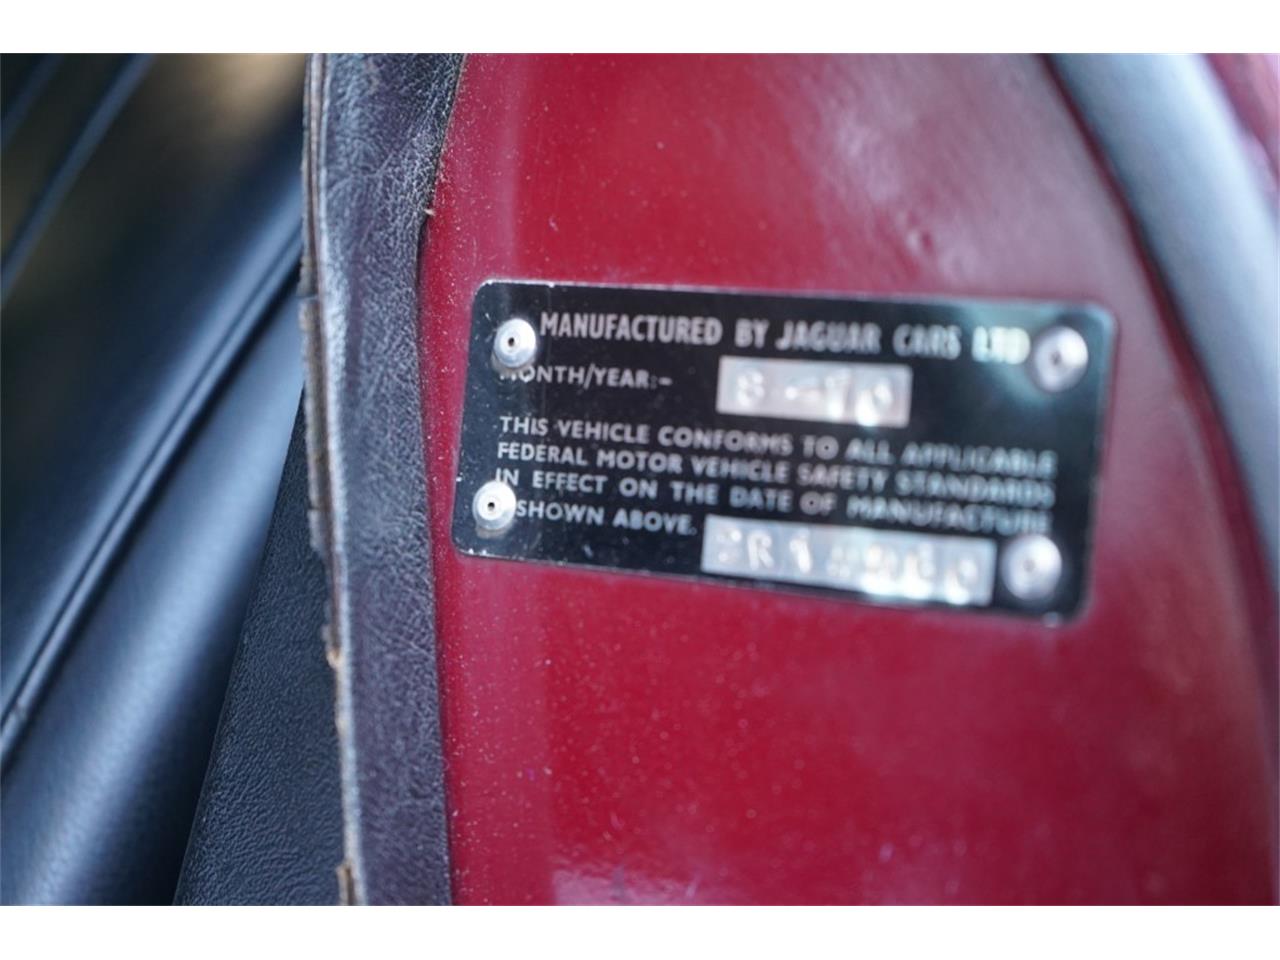 MANUFACTURED BY JAGUAR CARS LTD
MONTH/YEAR:-
THIS VEHICLE CONFORMS TO ALL APPLICABLE
FEDERAL MOTOR VEHICLE SAFETY STANDARDS
IN EFFECT ON THE DATE OF MANUFACTURE
SHOWN ABOVE.